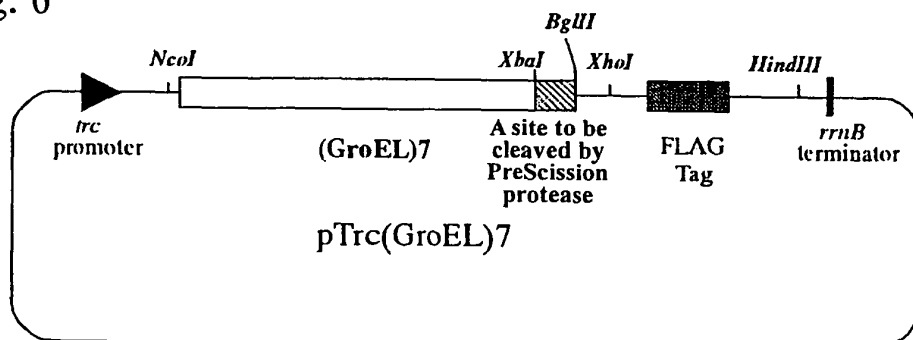 g. 6
BglII
NcoI
XbaI
XhoI
HindIII
trc
promoter
(GroEL)7
A site to be
cleaved by
PreScission
protease
FLAG
Tag
rrnB
terminator
pTrc(GroEL)7